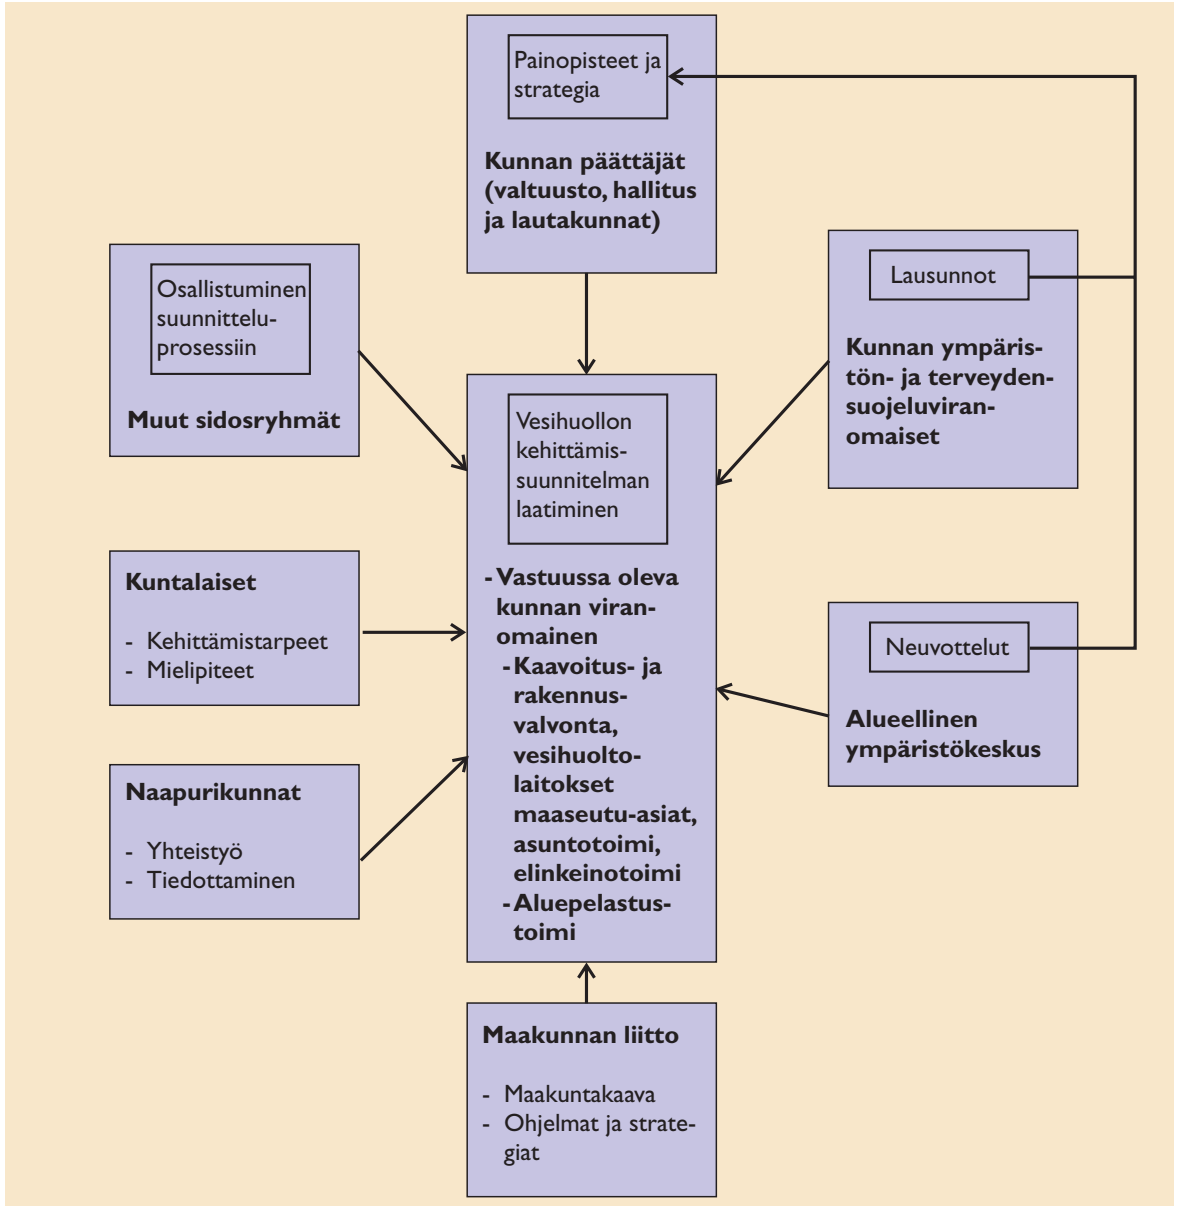 Painopisteet ja
strategia
Kunnan päättäjät
(valtuusto, hallitus
ja lautakunnat)
Osallistuminen
suunnittelu-
prosessiin
Muut sidosryhmät
Lausunnot
Kunnan ympäris-
tön- ja terveyden-
suojeluviran-
omaiset
Vesihuollon
kehittämis-
suunnitelman
laatiminen
- Vastuussa oleva
kunnan viran-
omainen
- Kaavoitus- ja
rakennus-
valvonta,
vesihuolto-
laitokset
maaseutu-asiat,
asuntotoimi,
elinkeinotoimi
- Aluepelastus-
toimi
Kuntalaiset
- Kehittämistarpeet
- Mielipiteet
Neuvottelut
Alueellinen
ympäristökeskus
Naapurikunnat
- Yhteistyö
- Tiedottaminen
Maakunnan liitto
- Maakuntakaava
- Ohjelmat ja strate-
giat